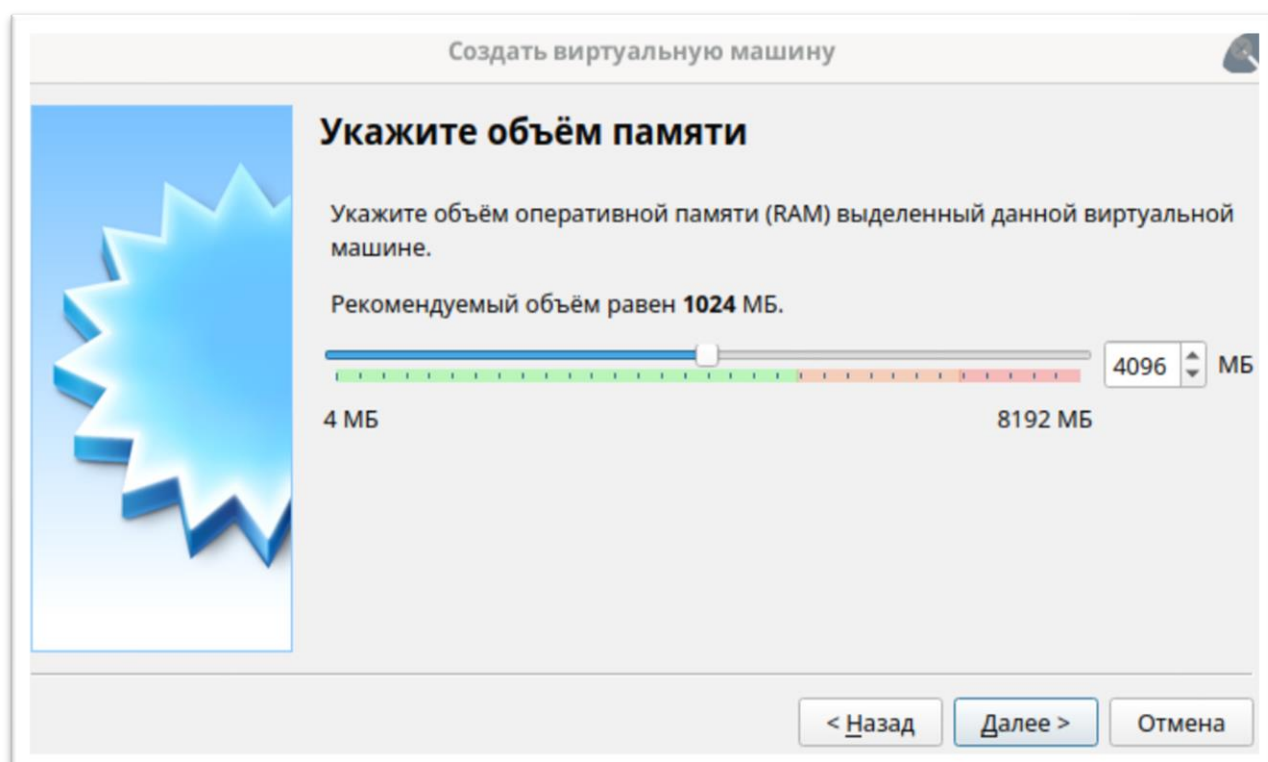 Создать виртуальную машину
Укажите объём памяти
Укажите объём оперативной памяти (RAM) выделенный данной виртуальной
машине.
Рекомендуемый объём равен 1024 МБ.
4096 МБ
4 МБ 8192 МБ
< Назад Далее > Отмена